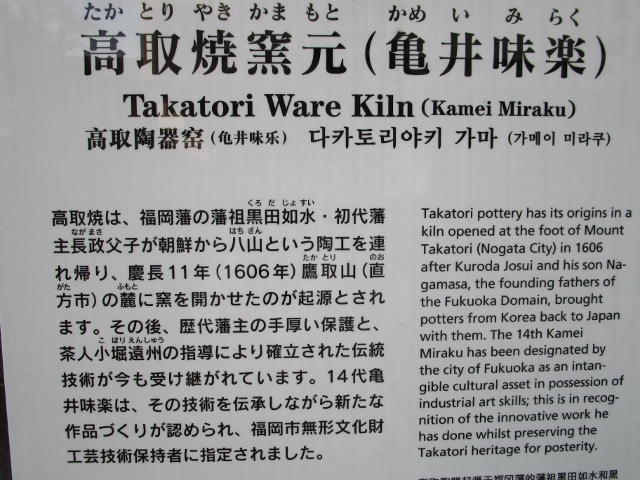 たか とり やき かま もと かめ い み らく
高取焼窯元(亀井味楽)
Takatori Ware Kiln (Kamei Miraku)
高取陶器窑(龟井味乐) 다카토리야키 가마 (가메이 미라쿠)
くろ だ じょ すい
高取焼は、福岡藩の藩祖黒田如水・初代藩
なが まさ はち ざん
主長政父子が朝鮮から八山という陶工を連
たか とり のお
れ帰り、慶長11年(1606年)鷹取山(直
がた ふもと
方市)の麓に窯を開かせたのが起源とされ
ます。その後、歴代藩主の手厚い保護と、
こ ぼり えんしゅう
茶人小堀遠州の指導により確立された伝統
技術が今も受け継がれています。14代亀
井味楽は、その技術を伝承しながら新たな
作品づくりが認められ、福岡市無形文化財
工芸技術保持者に指定されました。
Takatori pottery has its origins in a
kiln opened at the foot of Mount
Takatori (Nogata City) in 1606
after Kuroda Josui and his son Na-
gamasa, the founding fathers of
the Fukuoka Domain, brought
potters from Korea back to Japan
with them. The 14th Kamei
Miraku has been designated by
the city of Fukuoka as an intan-
gible cultural asset in possession of
industrial art skills; this is in recog-
nition of the innovative work he
has done whilst preserving the
Takatori heritage for posterity.